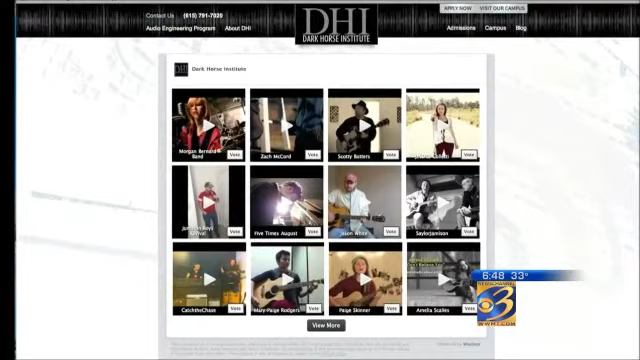 Contact Us (615) 791-7020
APPLY NOW VISIT OUR CAMPUS
Audio Engineering Program About DHI
DHI
DARK HORSE INSTITUTE
Admissions Campus Blog
DHI Dark Horse Institute
Morgan Bernard
Band Vote
Zach McCord Vote
Scotty Butters Vote
Vote
Revival Vote
Five Times August Vote
Jason White Vote
SaylorJamison Vote
CatchtheChaun Vote
Mary-Paige Rodgers Vote
Paige Skinner Vote
Amelia Scalies Vote
View More
6:48 33°
NEWSCHANNEL
3
WWMT.COM